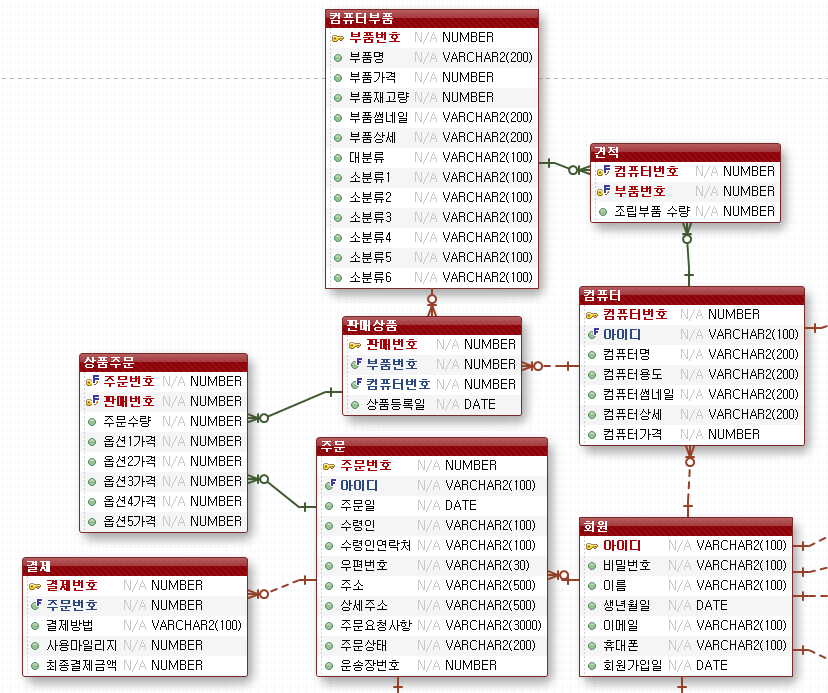 컴퓨터부품
부품번호 N/A NUMBER
부품명 N/A VARCHAR2(200)
부품가격 N/A NUMBER
부품재고량 N/A NUMBER
부품썸네일 N/A VARCHAR2(200)
부품상세 N/A VARCHAR2(200)
대분류 N/A VARCHAR2(100)
소분류1 N/A VARCHAR2(100)
소분류2 N/A VARCHAR2(100)
소분류3 N/A VARCHAR2(100)
소분류4 N/A VARCHAR2(100)
소분류5 N/A VARCHAR2(100)
소분류6 N/A VARCHAR2(100)
견적
컴퓨터번호 N/A NUMBER
부품번호 N/A NUMBER
조립부품 수량 N/A NUMBER
컴퓨터
컴퓨터번호 N/A NUMBER
아이디 N/A VARCHAR2(100)
컴퓨터명 N/A VARCHAR2(200)
컴퓨터용도 N/A VARCHAR2(200)
컴퓨터썸네일 N/A VARCHAR2(200)
컴퓨터상세 N/A VARCHAR2(200)
컴퓨터가격 N/A NUMBER
판매상품
판매번호 N/A NUMBER
부품번호 N/A NUMBER
컴퓨터번호 N/A NUMBER
상품등록일 N/A DATE
상품주문
주문번호 N/A NUMBER
판매번호 N/A NUMBER
주문수량 N/A NUMBER
옵션1가격 N/A NUMBER
옵션2가격 N/A NUMBER
옵션3가격 N/A NUMBER
옵션4가격 N/A NUMBER
옵션5가격 N/A NUMBER
주문
주문번호 N/A NUMBER
아이디 N/A VARCHAR2(100)
주문일 N/A DATE
수령인 N/A VARCHAR2(100)
수령인연락처 N/A VARCHAR2(100)
우편번호 N/A VARCHAR2(30)
주소 N/A VARCHAR2(500)
상세주소 N/A VARCHAR2(500)
주문요청사항 N/A VARCHAR2(3000)
주문상태 N/A VARCHAR2(200)
운송장번호 N/A NUMBER
회원
아이디 N/A VARCHAR2(100)
비밀번호 N/A VARCHAR2(100)
이름 N/A VARCHAR2(100)
생년월일 N/A DATE
이메일 N/A VARCHAR2(100)
휴대폰 N/A VARCHAR2(100)
회원가입일 N/A DATE
결제
결제번호 N/A NUMBER
주문번호 N/A NUMBER
결제방법 N/A VARCHAR2(100)
사용마일리지 N/A NUMBER
최종결제금액 N/A NUMBER